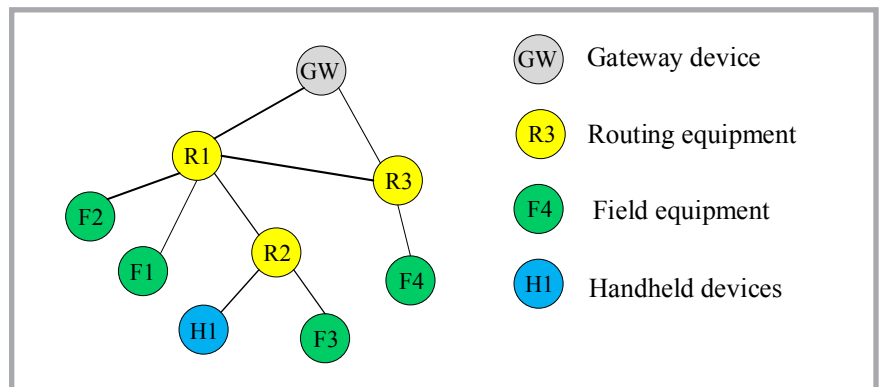 GW
R1
R3
F2
F1
R2
F4
H1
F3
GW Gateway device
R3 Routing equipment
F4 Field equipment
H1 Handheld devices